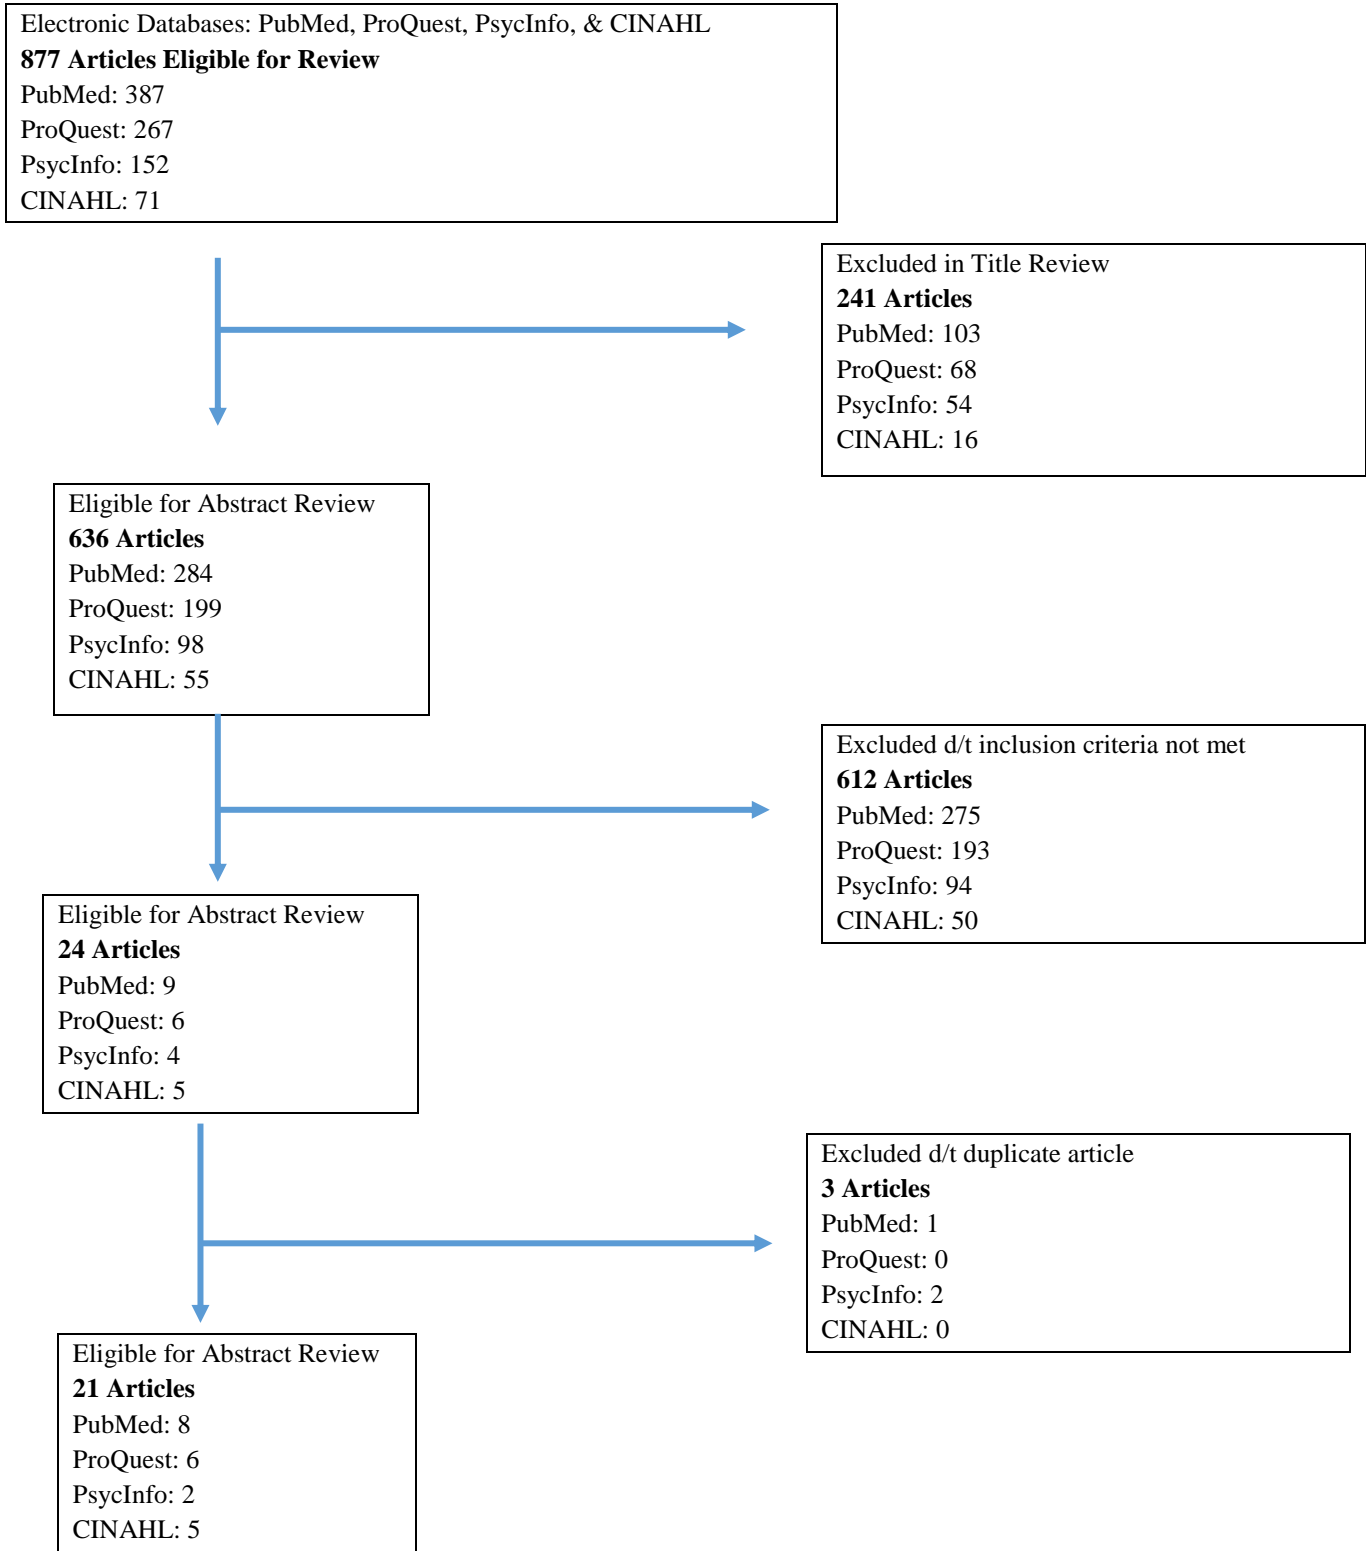 Electronic Databases: PubMed, ProQuest, PsycInfo, & CINAHL
877 Articles Eligible for Review
PubMed: 387
ProQuest: 267
PsycInfo: 152
CINAHL: 71
Excluded in Title Review
241 Articles
PubMed: 103
ProQuest: 68
PsycInfo: 54
CINAHL: 16
Eligible for Abstract Review
636 Articles
PubMed: 284
ProQuest: 199
PsycInfo: 98
CINAHL: 55
Excluded d/t inclusion criteria not met
612 Articles
PubMed: 275
ProQuest: 193
PsycInfo: 94
CINAHL: 50
Eligible for Abstract Review
24 Articles
PubMed: 9
ProQuest: 6
PsycInfo: 4
CINAHL: 5
Excluded d/t duplicate article
3 Articles
PubMed: 1
ProQuest: 0
PsycInfo: 2
CINAHL: 0
Eligible for Abstract Review
21 Articles
PubMed: 8
ProQuest: 6
PsycInfo: 2
CINAHL: 5